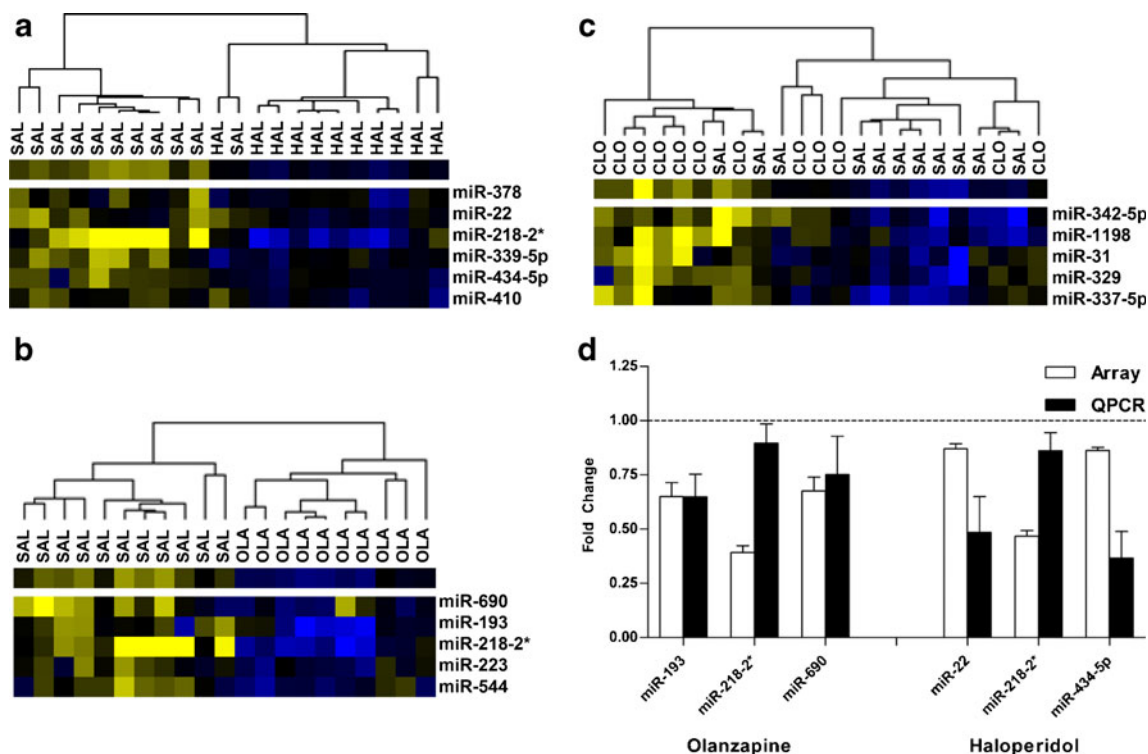 a
SAL SAL SAL SAL SAL SAL SAL SAL SAL SAL HAL SAL HAL HAL HAL HAL HAL HAL HAL HAL HAL HAL
miR-378
miR-22
miR-218-2*
miR-339-5p
miR-434-5p
miR-410
b
SAL SAL SAL SAL SAL SAL SAL SAL SAL SAL SAL OLA OLA OLA OLA OLA OLA OLA OLA OLA OLA
miR-690
miR-193
miR-218-2*
miR-223
miR-544
c
CLO CLO CLO CLO CLO CLO SAL CLO SAL SAL CLO CLO CLO SAL SAL SAL SAL SAL SAL SAL CLO SAL CLO
miR-342-5p
miR-1198
miR-31
miR-329
miR-337-5p
d
Array
QPCR
Fold Change
1.25
1.00
0.75
0.50
0.25
0.00
miR-193
miR-218-2*
miR-690
miR-22
miR-218-2*
miR-434-5p
Olanzapine
Haloperidol